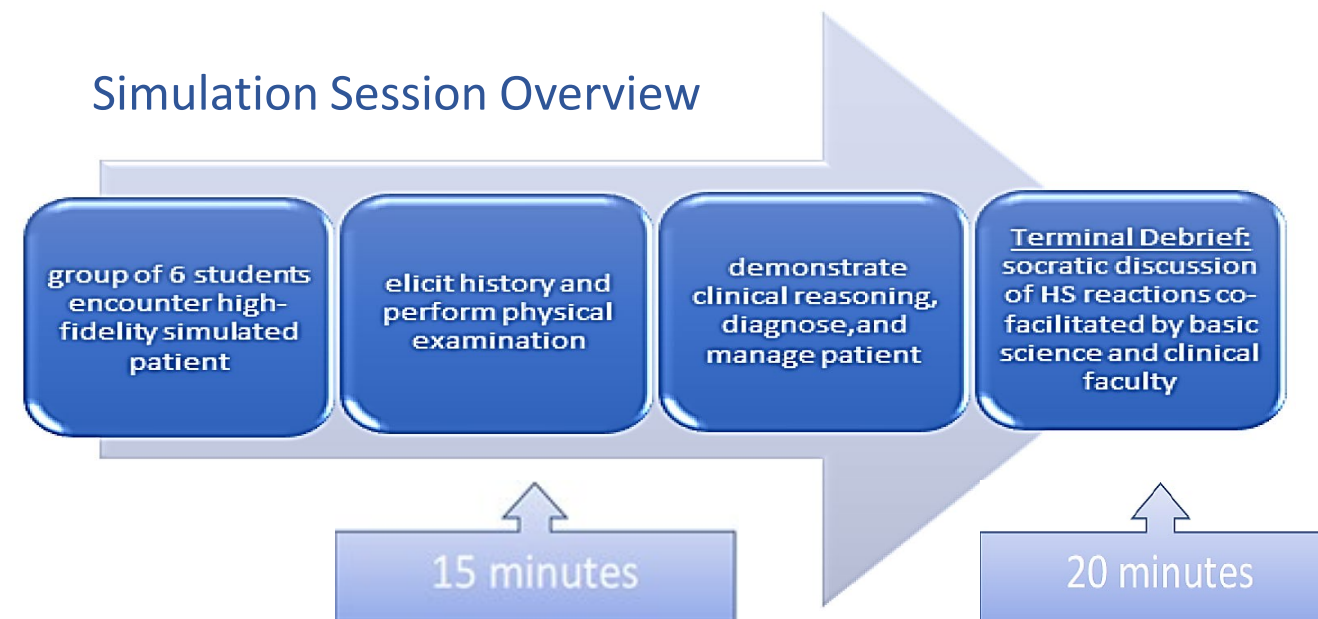 Simulation Session Overview
group of 6 students
encounter high-
fidelity simulated
patient
elicit history and
perform physical
examination
demonstrate
clinical reasoning,
diagnose,and
manage patient
Terminal Debrief:
socratic discussion
of HS reactions co-
facilitated by basic
science and clinical
faculty
15 minutes
20 minutes